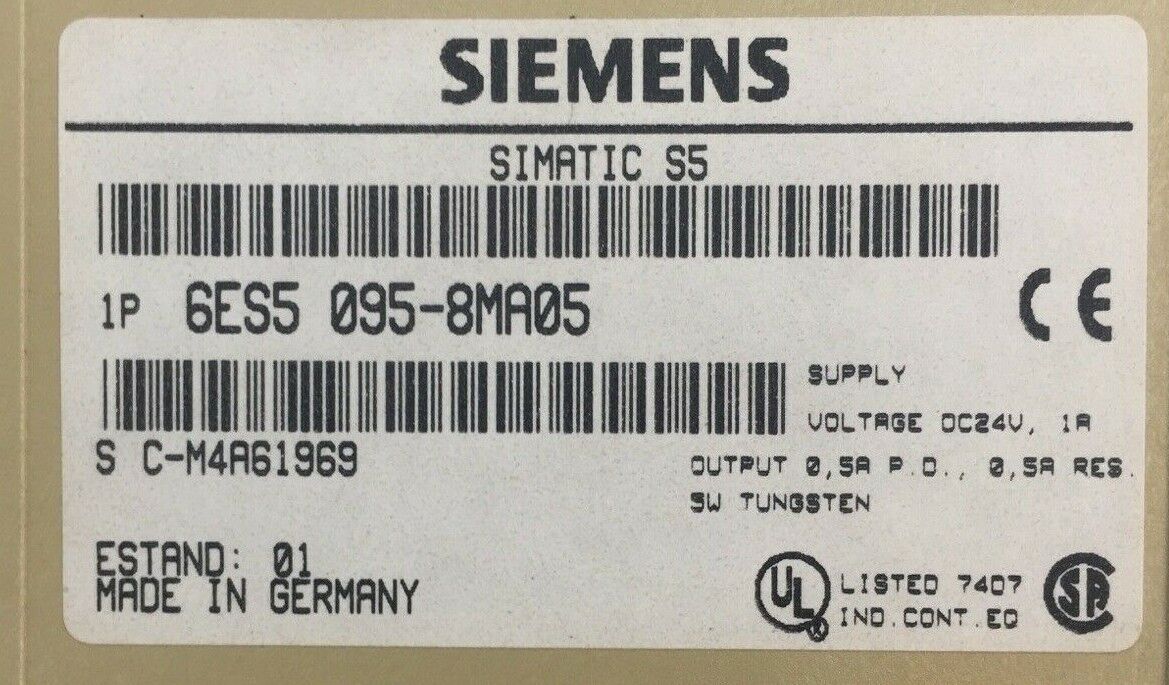 SIEMENS
SIMATIC S5
1P 6ES5 095-8MA05
CE
SUPPLY
VOLTAGE DC24V, 1A
S C-M4A61969
OUTPUT 0,5A P.D., 0,5A RES.
5W TUNGSTEN
ESTAND: 01
MADE IN GERMANY
UL
LISTED 7407
IND.CONT.EQ
SA